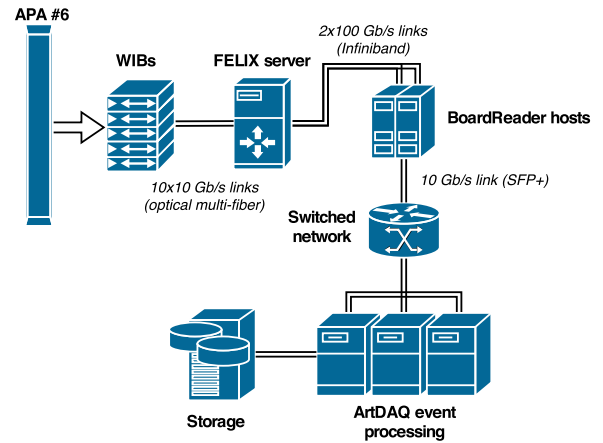 APA #6
2x100 Gb/s links
(Infiniband)
WIBs
FELIX server
BoardReader hosts
10x10 Gb/s links
(optical multi-fiber)
10 Gb/s link (SFP+)
Switched
network
Storage
ArtDAQ event
processing